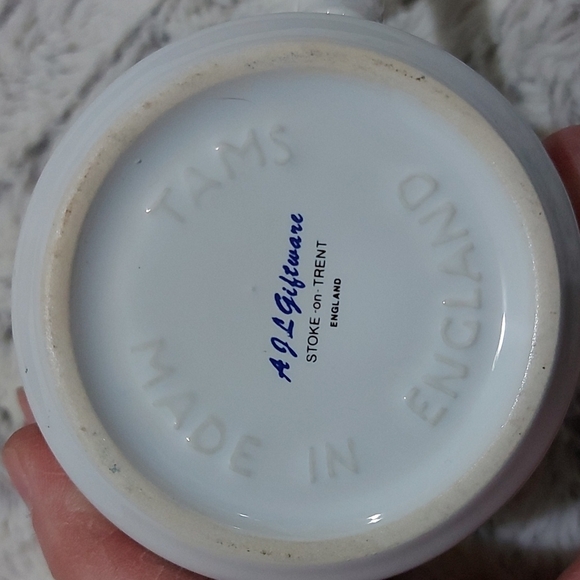 TAMS
MADE IN ENGLAND
A J L Giftware
STOKE-on-TRENT
ENGLAND